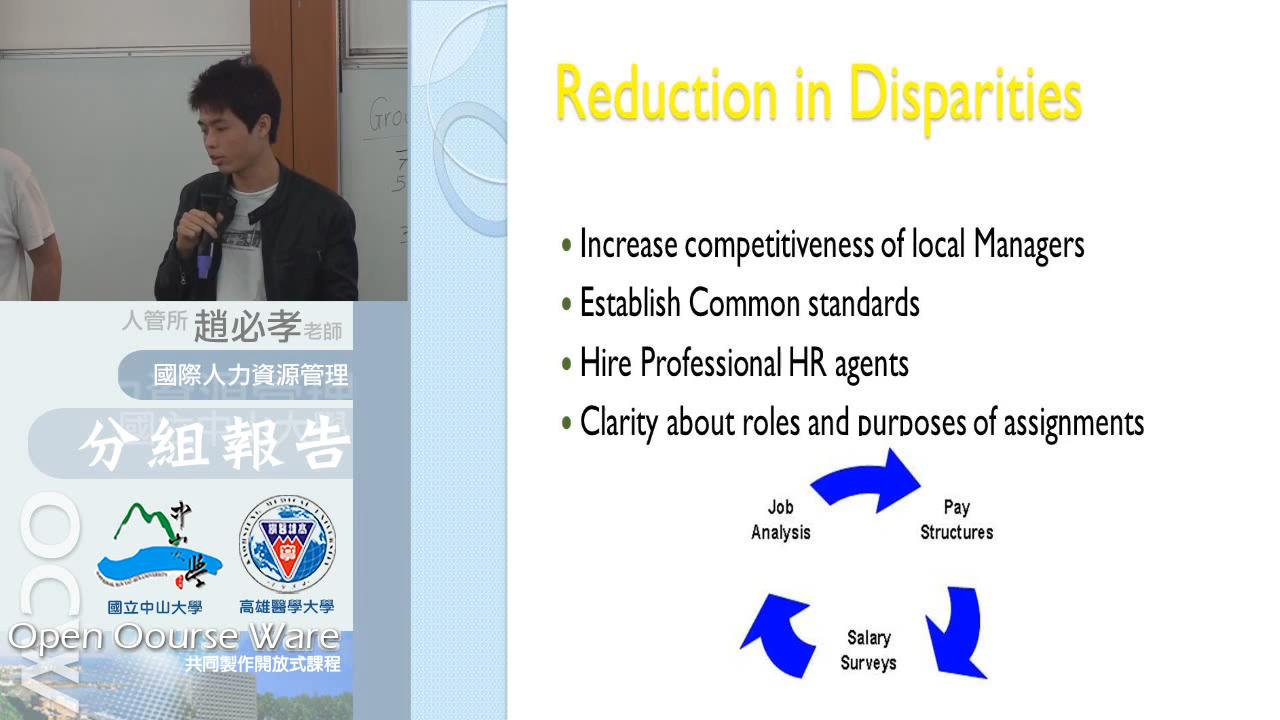 Reduction in Disparities
• Increase competitiveness of local Managers
• Establish Common standards
• Hire Professional HR agents
• Clarity about roles and purposes of assignments
Job
Analysis
Pay
Structures
Salary
Surveys
人管所 趙必孝老師
國際人力資源管理
分組報告
國立中山大學
高雄醫學大學
Open Oourse Ware
共同製作開放式課程
OCW